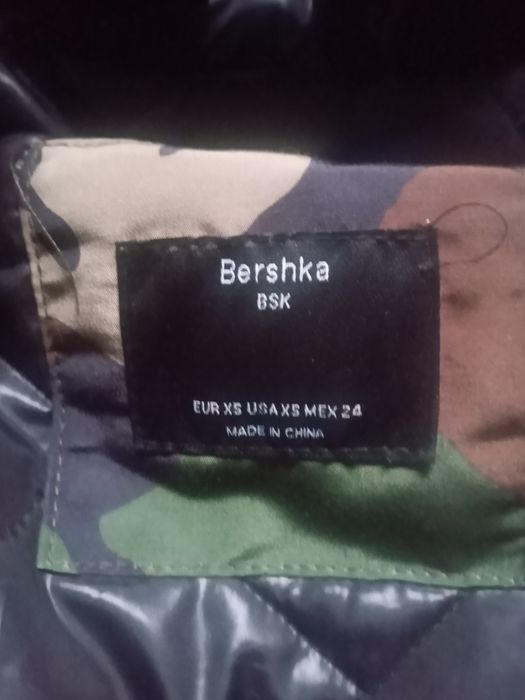 Bershka
BSK
EUR XS USA XS MEX 24
MADE IN CHINA